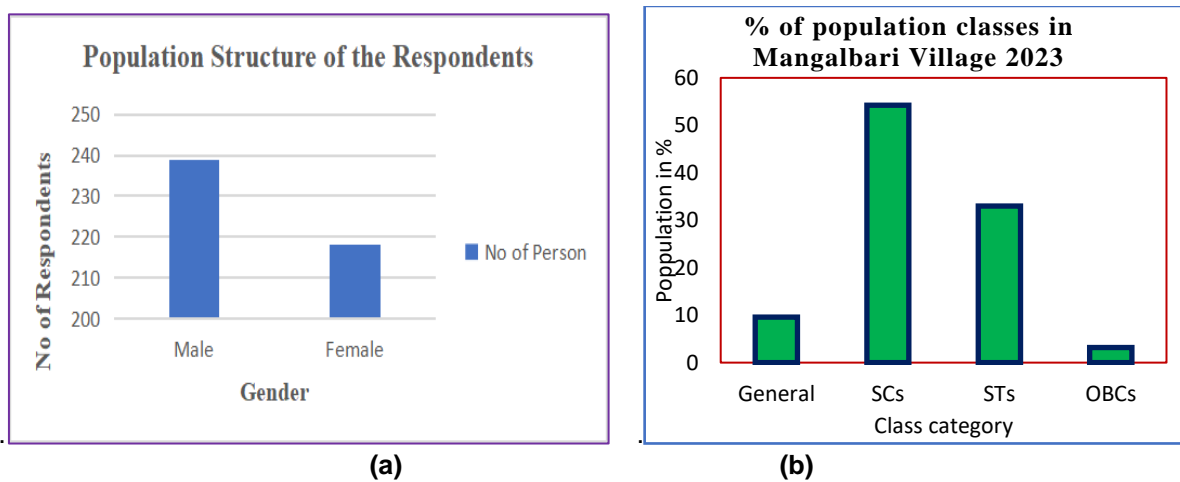 Population Structure of the Respondents
250
240
230
220
210
200
No of Respondents
Male
Female
Gender
No of Person
.
(a)
% of population classes in
Mangalbari Village 2023
60
50
40
30
20
10
0
Poppulation in %
General
SCs
STs
OBCs
Class category
.
(b)